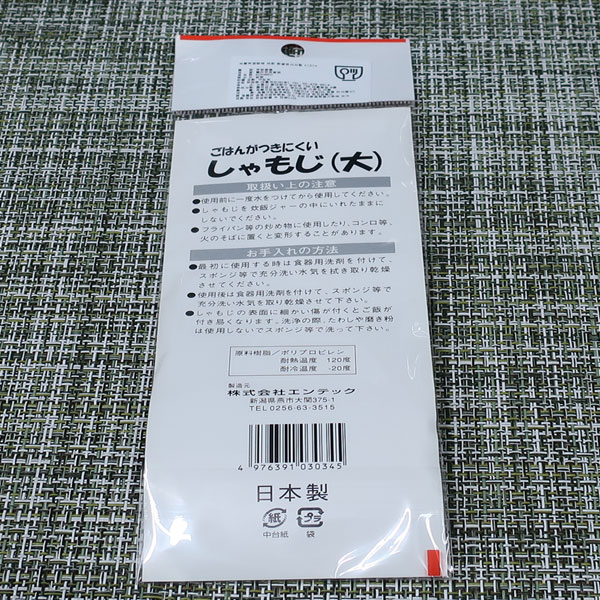 ごはんがつきにくい
しゃもじ(大)
取扱い上の注意
●使用前に一度水をつけてから使用してください。
●しゃもじを炊飯ジャーの中にいれたままに
しないでください。
●フライパン等の炒め物に使用したり、コンロ等、
火のそばに置くと変形することがあります。
お手入れの方法
●最初に使用する時は食器用洗剤を付けて、
スポンジ等で充分洗い水気を拭き取り乾燥
させてください。
●使用後は食器用洗剤を付けて、スポンジ等で
充分洗い水気を取り乾燥させて下さい。
●しゃもじの表面に細かい傷が付くとご飯が
付き易くなります。洗浄の際、たわしや磨き粉
は使用しないでスポンジ等で洗って下さい。
原料樹脂/ポリプロピレン
耐熱温度 120度
耐冷温度 -20度
製造元
株式会社エンテック
新潟県燕市大関375-1
TEL0256-63-3515
4 976391 030345
日本製
紙 プラ
中台紙 袋